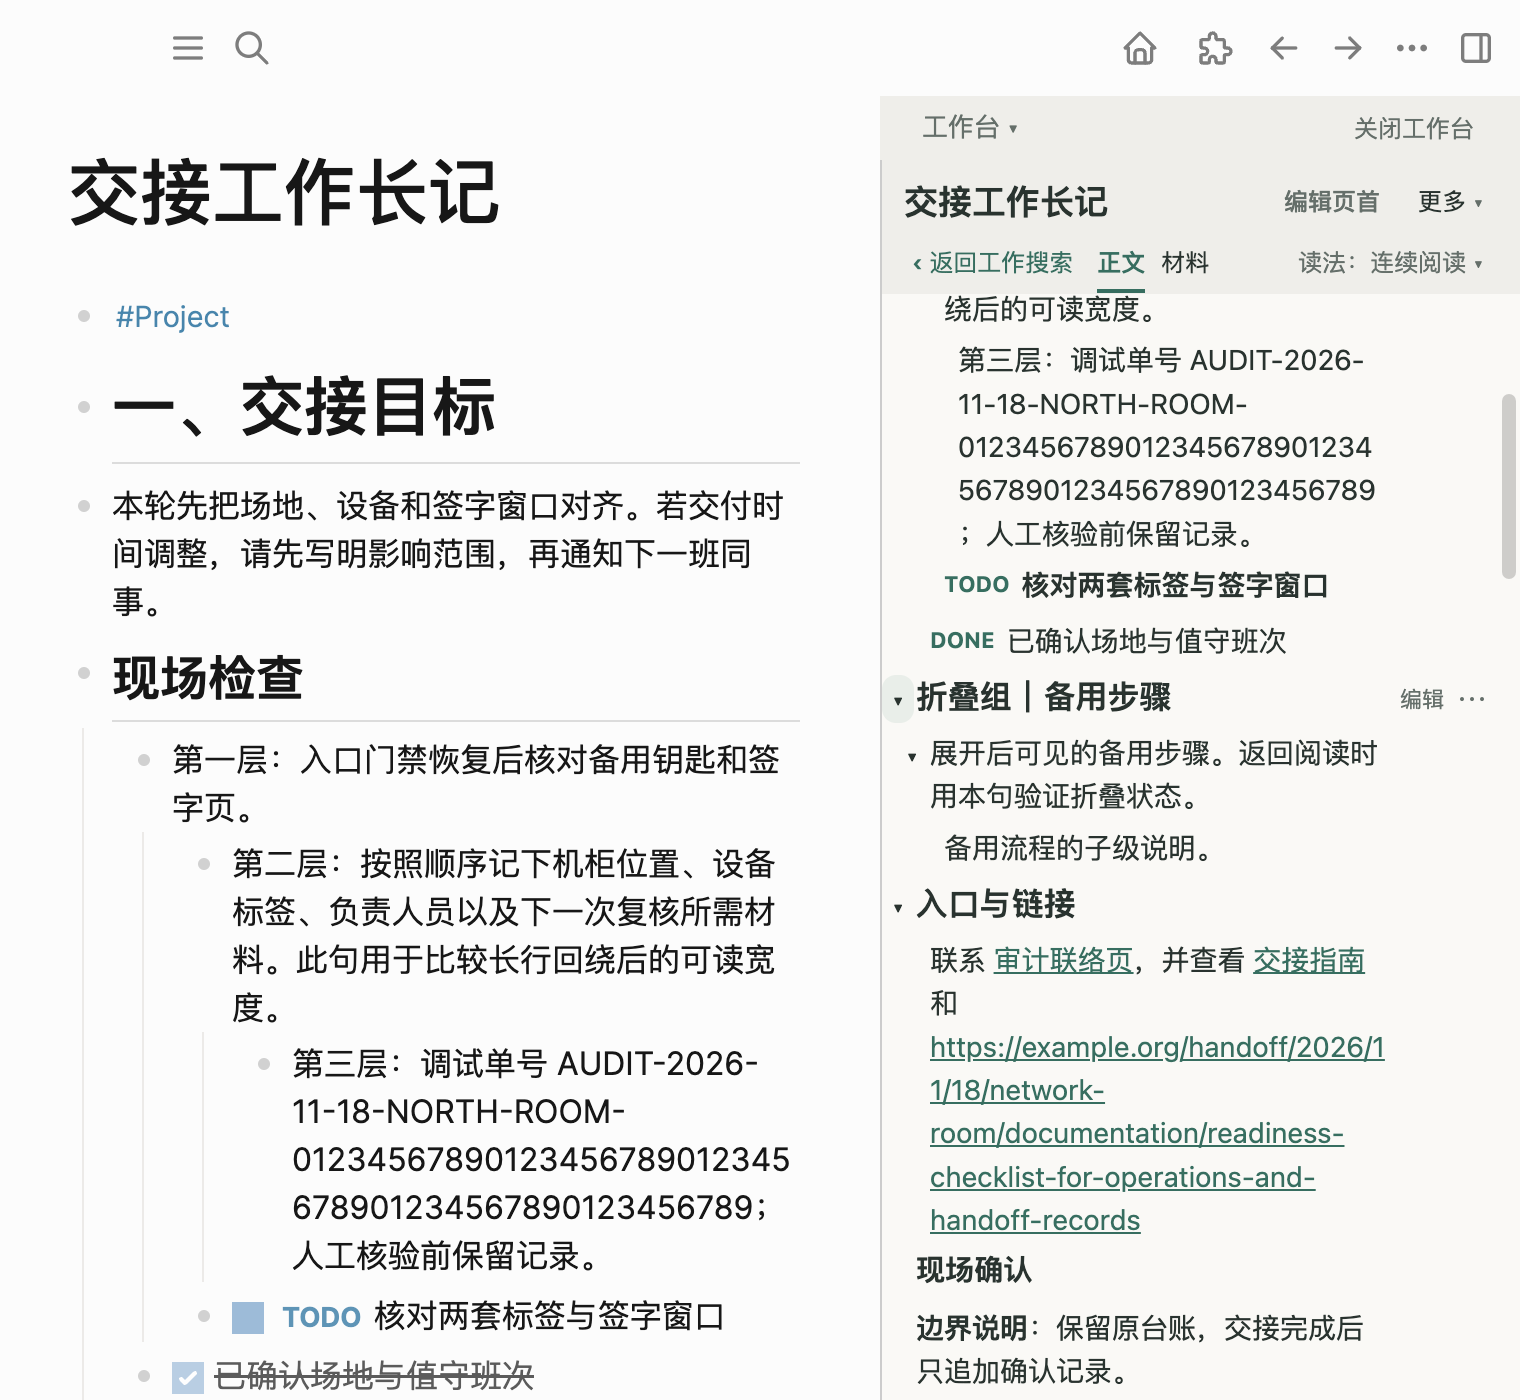 交接工作长记
#Project
一、交接目标
本轮先把场地、设备和签字窗口对齐。若交付时
间调整，请先写明影响范围，再通知下一班同
事。
现场检查
第一层：入口门禁恢复后核对备用钥匙和签
字页。
第二层：按照顺序记下机柜位置、设备
标签、负责人员以及下一次复核所需材
料。此句用于比较长行回绕后的可读宽
度。
第三层：调试单号 AUDIT-2026-
11-18-NORTH-ROOM-
01234567890123456789012345
678901234567890123456789；
人工核验前保留记录。
TODO 核对两套标签与签字窗口
已确认场地与值守班次
工作台
关闭工作台
交接工作长记
编辑页首 更多
‹ 返回工作搜索 正文 材料 读法：连续阅读
绕后的可读宽度。
第三层：调试单号 AUDIT-2026-
11-18-NORTH-ROOM-
0123456789012345678901234
5678901234567890123456789
；人工核验前保留记录。
TODO 核对两套标签与签字窗口
DONE 已确认场地与值守班次
折叠组｜备用步骤 编辑
展开后可见的备用步骤。返回阅读时
用本句验证折叠状态。
备用流程的子级说明。
入口与链接
联系 审计联络页，并查看 交接指南
和
https://example.org/handoff/2026/1
1/18/network-
room/documentation/readiness-
checklist-for-operations-and-
handoff-records
现场确认
边界说明：保留原台账，交接完成后
只追加确认记录。